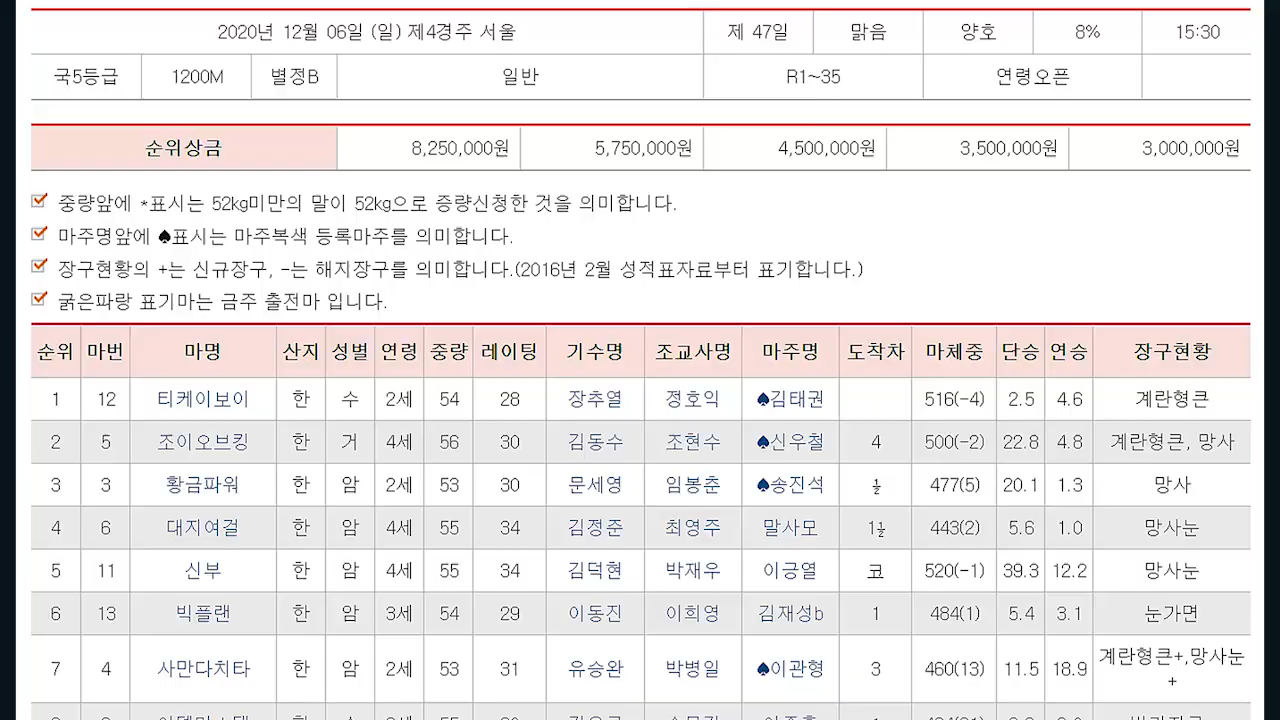 2020년 12월 06일 (일) 제4경주 서울 제 47일 맑음 양호 8% 15:30
국5등급 1200M 별정B 일반 R1~35 연령오픈
순위상금 8,250,000원 5,750,000원 4,500,000원 3,500,000원 3,000,000원
중량앞에 *표시는 52kg미만의 말이 52kg으로 증량신청한 것을 의미합니다.
마주명앞에 ♠표시는 마주복색 등록마주를 의미합니다.
장구현황의 +는 신규장구, -는 해지장구를 의미합니다.(2016년 2월 성적표자료부터 표기합니다.)
굵은파랑 표기마는 금주 출전마 입니다.
순위 마번 마명 산지 성별 연령 중량 레이팅 기수명 조교사명 마주명 도착차 마체중 단승 연승 장구현황
1 12 티케이보이 한 수 2세 54 28 장추열 정호익 ♠김태권 516(-4) 2.5 4.6 계란형큰
2 5 조이오브킹 한 거 4세 56 30 김동수 조현수 ♠신우철 4 500(-2) 22.8 4.8 계란형큰, 망사
3 3 황금파워 한 암 2세 53 30 문세영 임봉춘 ♠송진석 ½ 477(5) 20.1 1.3 망사
4 6 대지여걸 한 암 4세 55 34 김정준 최영주 말사모 1½ 443(2) 5.6 1.0 망사눈
5 11 신부 한 암 4세 55 34 김덕현 박재우 이긍열 코 520(-1) 39.3 12.2 망사눈
6 13 빅플랜 한 암 3세 54 29 이동진 이희영 김재성b 1 484(1) 5.4 3.1 눈가면
7 4 사만다치타 한 암 2세 53 31 유승완 박병일 ♠이관형 3 460(13) 11.5 18.9 계란형큰+,망사눈
+